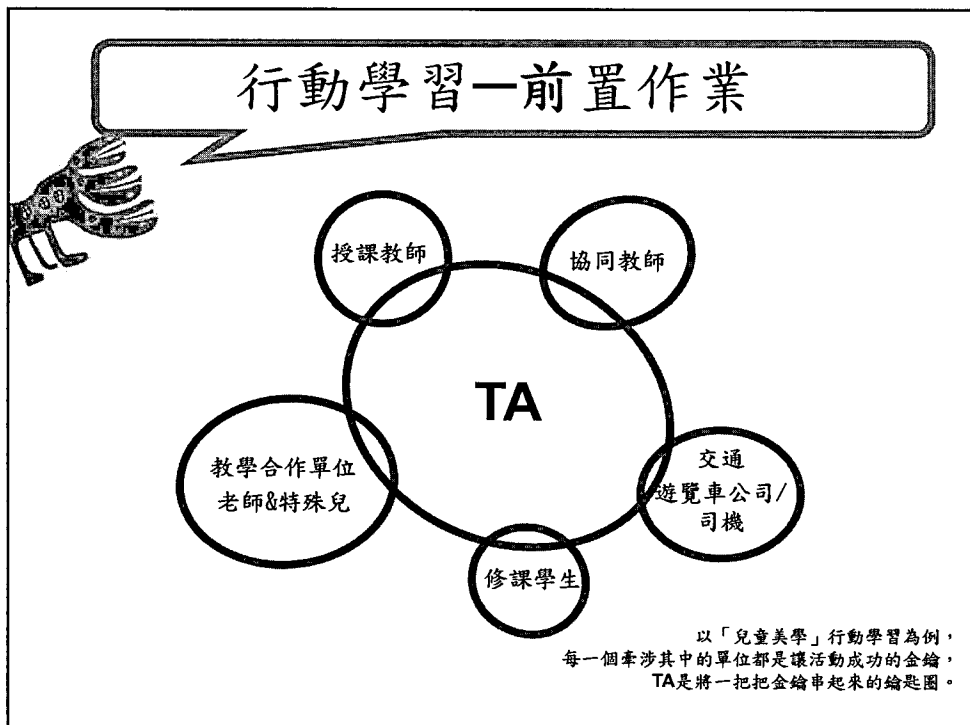 行動學習—前置作業
授課教師
協同教師
TA
教學合作單位
老師&特殊兒
交通
遊覽車公司/
司機
修課學生
以「兒童美學」行動學習為例，
每一個牽涉其中的單位都是讓活動成功的金鑰，
TA是將一把把金鑰串起來的鑰匙圈。